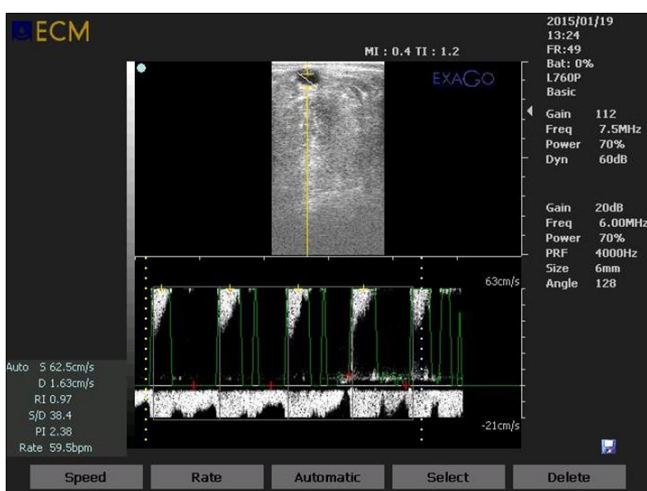 ECM
MI : 0.4 TI : 1.2
EXAGO
2015/01/19
13:24
FR:49
Bat: 0%
L760P
Basic
Gain 112
Freq 7.5MHz
Power 70%
Dyn 60dB
Gain 20dB
Freq 6.00MHz
Power 70%
PRF 4000Hz
Size 6mm
Angle 128
63cm/s
-21cm/s
Auto S 62.5cm/s
D 1.63cm/s
RI 0.97
S/D 38.4
PI 2.38
Rate 59.5bpm
Speed Rate Automatic Select Delete